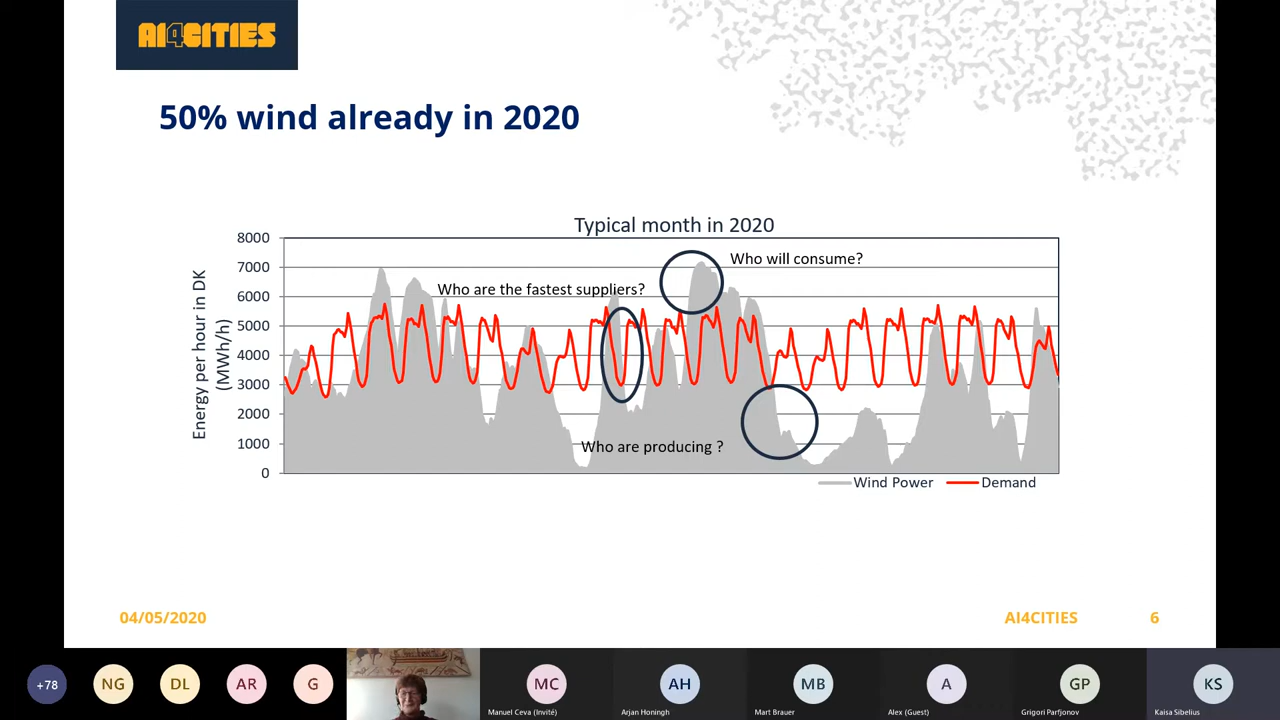 AI4CITIES
50% wind already in 2020
Typical month in 2020
8000
7000
6000
5000
4000
3000
2000
1000
0
Energy per hour in DK
(MWh/h)
Who will consume?
Who are the fastest suppliers?
Who are producing ?
Wind Power
Demand
04/05/2020
AI4CITIES
6
+78
NG
DL
AR
G
MC
Manuel Ceva (Invité)
AH
Arjan Honingh
MB
Mart Brauer
A
Alex (Guest)
GP
Grigori Parfjonov
KS
Kaisa Sibelius